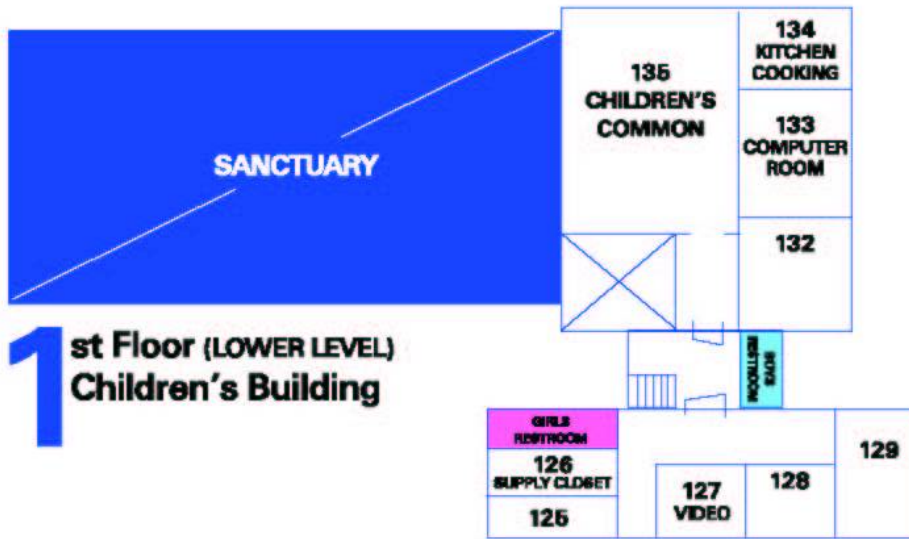 134
KITCHEN
COOKING
135
CHILDREN'S
COMMON
133
COMPUTER
ROOM
SANCTUARY
132
1st Floor (LOWER LEVEL)
Children's Building
BOYS
RESTROOM
GIRLS
RESTROOM
126
SUPPLY CLOSET
125
127
VIDEO
128
129